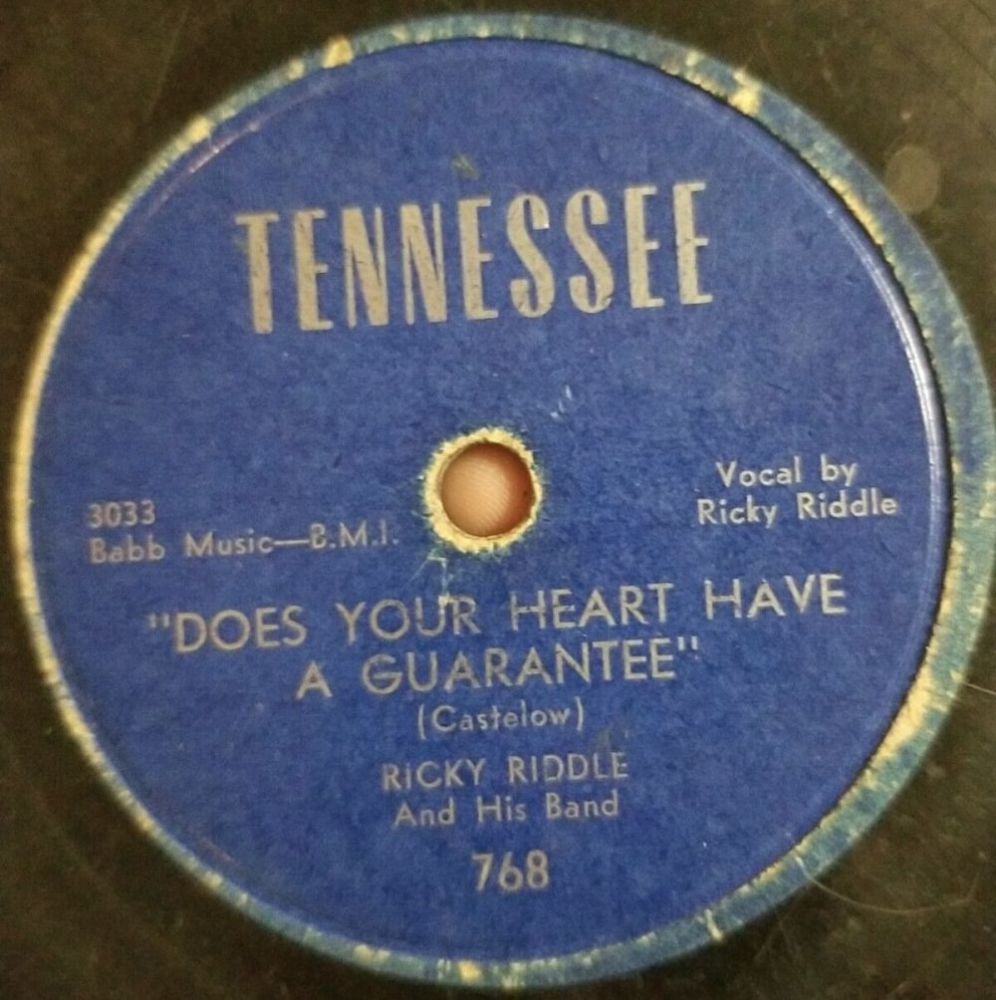 TENNESSEE
3033
Babb Music—B.M.I.
Vocal by
Ricky Riddle
"DOES YOUR HEART HAVE
A GUARANTEE"
(Castelow)
RICKY RIDDLE
And His Band
768